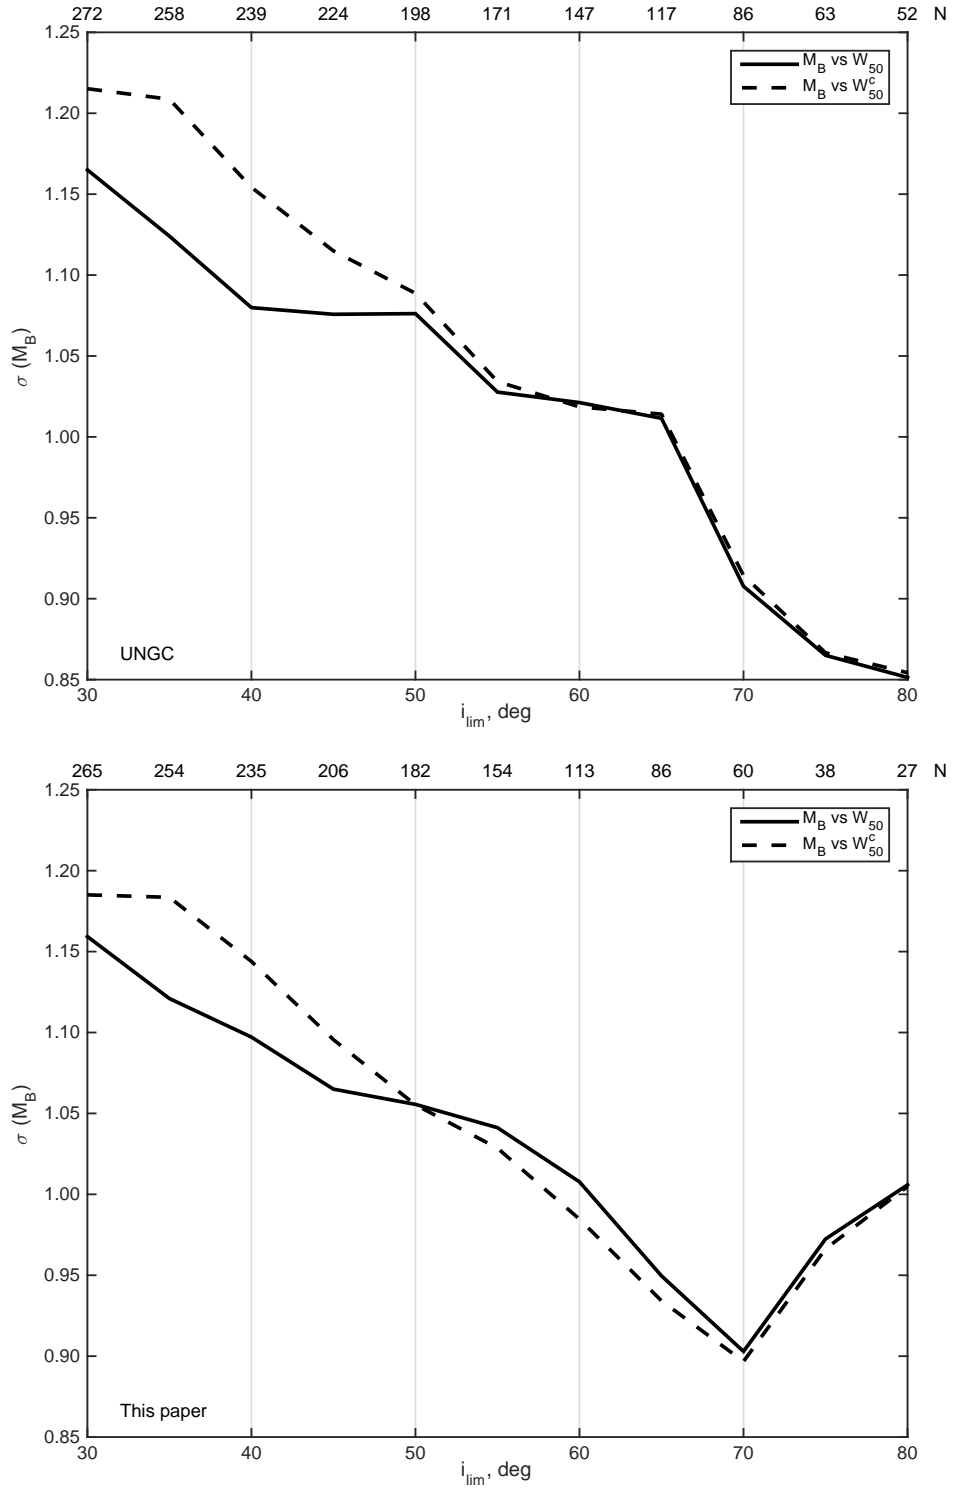 272 258 239 224 198 171 147 117 86 63 52 N
1.25
M_B vs W_50
M_B vs W_50^c
1.20
1.15
1.10
1.05
σ (M_B)
1.00
0.95
0.90
UNGC
0.85
30 40 50 60 70 80
i_lim, deg
265 254 235 206 182 154 113 86 60 38 27 N
1.25
M_B vs W_50
M_B vs W_50^c
1.20
1.15
1.10
1.05
σ (M_B)
1.00
0.95
0.90
This paper
0.85
30 40 50 60 70 80
i_lim, deg